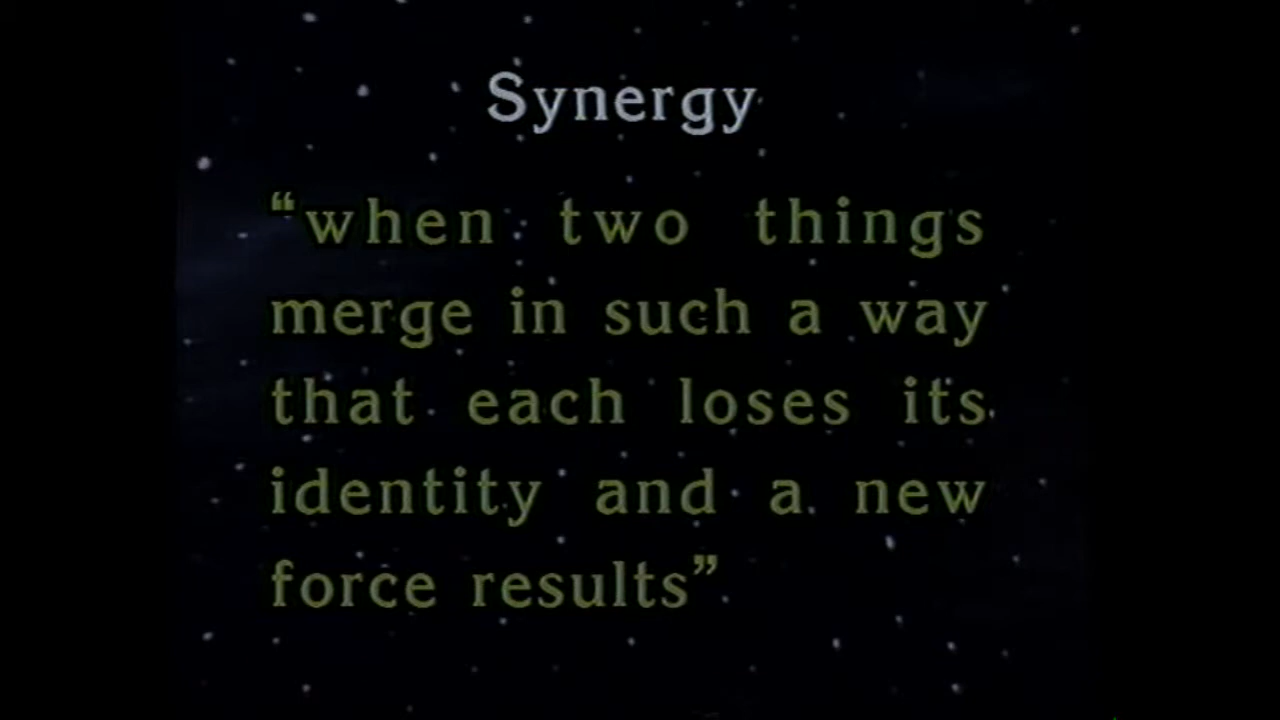 Synergy
“when two things
merge in such a way
that each loses its
identity and a new
force results”